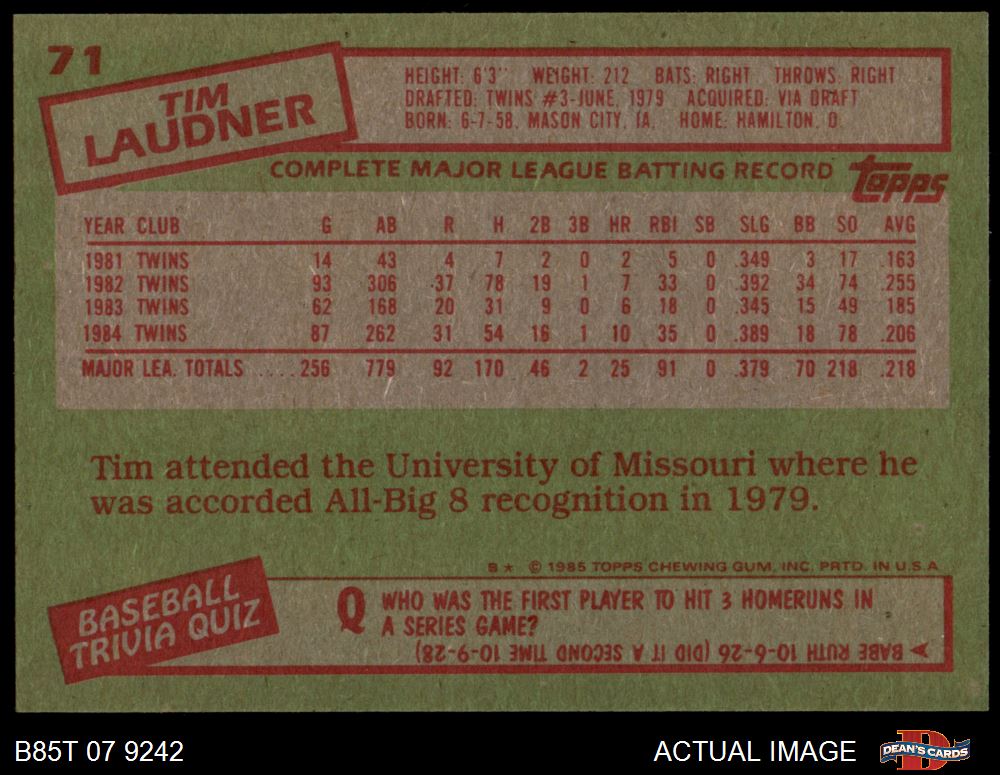 71
TIM
LAUDNER
HEIGHT: 6'3" WEIGHT: 212 BATS: RIGHT THROWS: RIGHT
DRAFTED: TWINS #3-JUNE, 1979 ACQUIRED: VIA DRAFT
BORN: 6-7-58, MASON CITY, IA. HOME: HAMILTON, O.
COMPLETE MAJOR LEAGUE BATTING RECORD
topps
YEAR CLUB G AB R H 2B 3B HR RBI SB SLG BB SO AVG
1981 TWINS 14 43 4 7 2 0 2 5 0 .349 3 17 .163
1982 TWINS 93 306 37 78 19 1 7 33 0 .392 34 74 .255
1983 TWINS 62 168 20 31 9 0 6 18 0 .345 15 49 .185
1984 TWINS 87 262 31 54 16 1 10 35 0 .389 18 78 .206
MAJOR LEA. TOTALS .....256 779 92 170 46 2 25 91 0 .379 70 218 .218
Tim attended the University of Missouri where he
was accorded All-Big 8 recognition in 1979.
B★ © 1985 TOPPS CHEWING GUM, INC. PRTD. IN U.S.A
BASEBALL
TRIVIA QUIZ
Q WHO WAS THE FIRST PLAYER TO HIT 3 HOMERUNS IN
A SERIES GAME?
BABE RUTH 10-6-26 (DID IT A SECOND TIME 10-9-28)
B85T 07 9242
ACTUAL IMAGE
D
DEAN'S CARDS